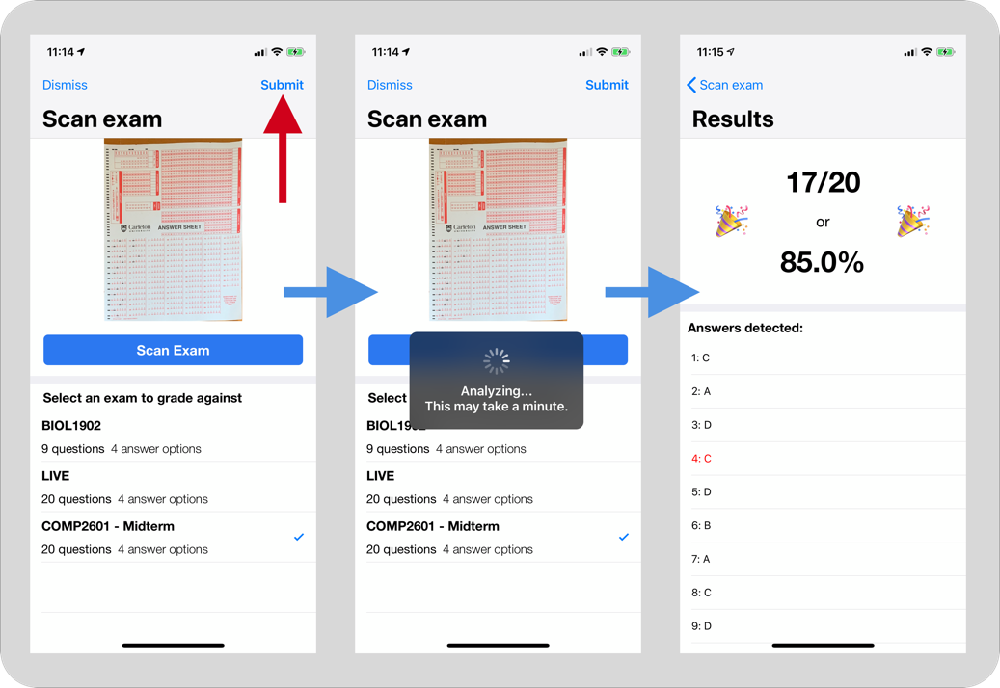 11:14
Dismiss
Submit
Scan exam
Carleton
UNIVERSITY
ANSWER SHEET
Scan Exam
Select an exam to grade against
BIOL1902
9 questions 4 answer options
LIVE
20 questions 4 answer options
COMP2601 - Midterm
20 questions 4 answer options
11:14
Dismiss
Submit
Scan exam
Carleton
UNIVERSITY
ANSWER SHEET
Analyzing...
This may take a minute.
Select
BIOL190
9 questions 4 answer options
LIVE
20 questions 4 answer options
COMP2601 - Midterm
20 questions 4 answer options
11:15
Scan exam
Results
17/20
or
85.0%
Answers detected:
1: C
2: A
3: D
4: C
5: D
6: B
7: A
8: C
9: D